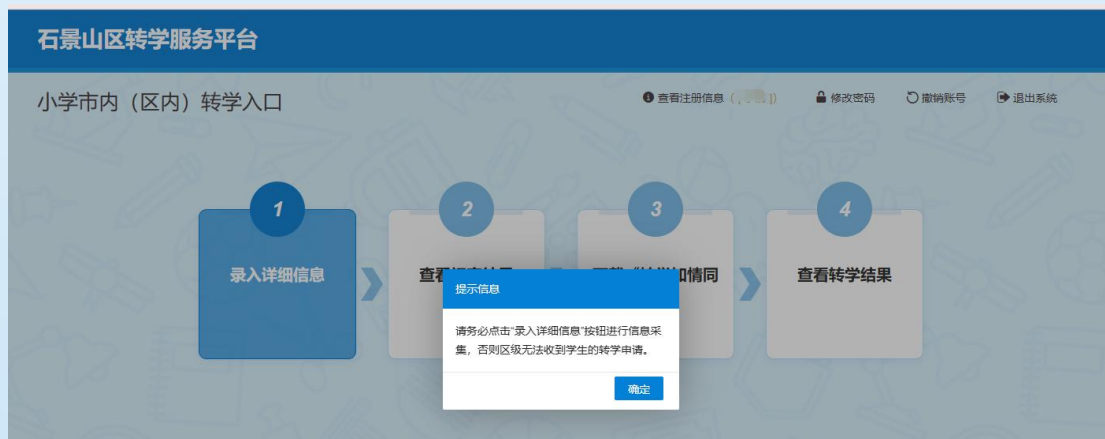 石景山区转学服务平台
小学市内（区内）转学入口
查看注册信息（
修改密码
撤销账号
退出系统
1
2
3
4
录入详细信息
查看
情同
查看转学结果
提示信息
请务必点击“录入详细信息”按钮进行信息采
集，否则区级无法收到学生的转学申请。
确定